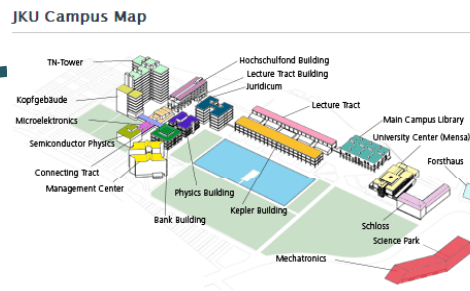 JKU Campus Map
TN-Tower
Hochschulfond Building
Lecture Tract Building
Juridicum
Kopfgebäude
Lecture Tract
Microelektronics
Main Campus Library
University Center (Mensa)
Semiconductor Physics
Forsthaus
Connecting Tract
Management Center
Physics Building
Kepler Building
Bank Building
Schloss
Science Park
Mechatronics